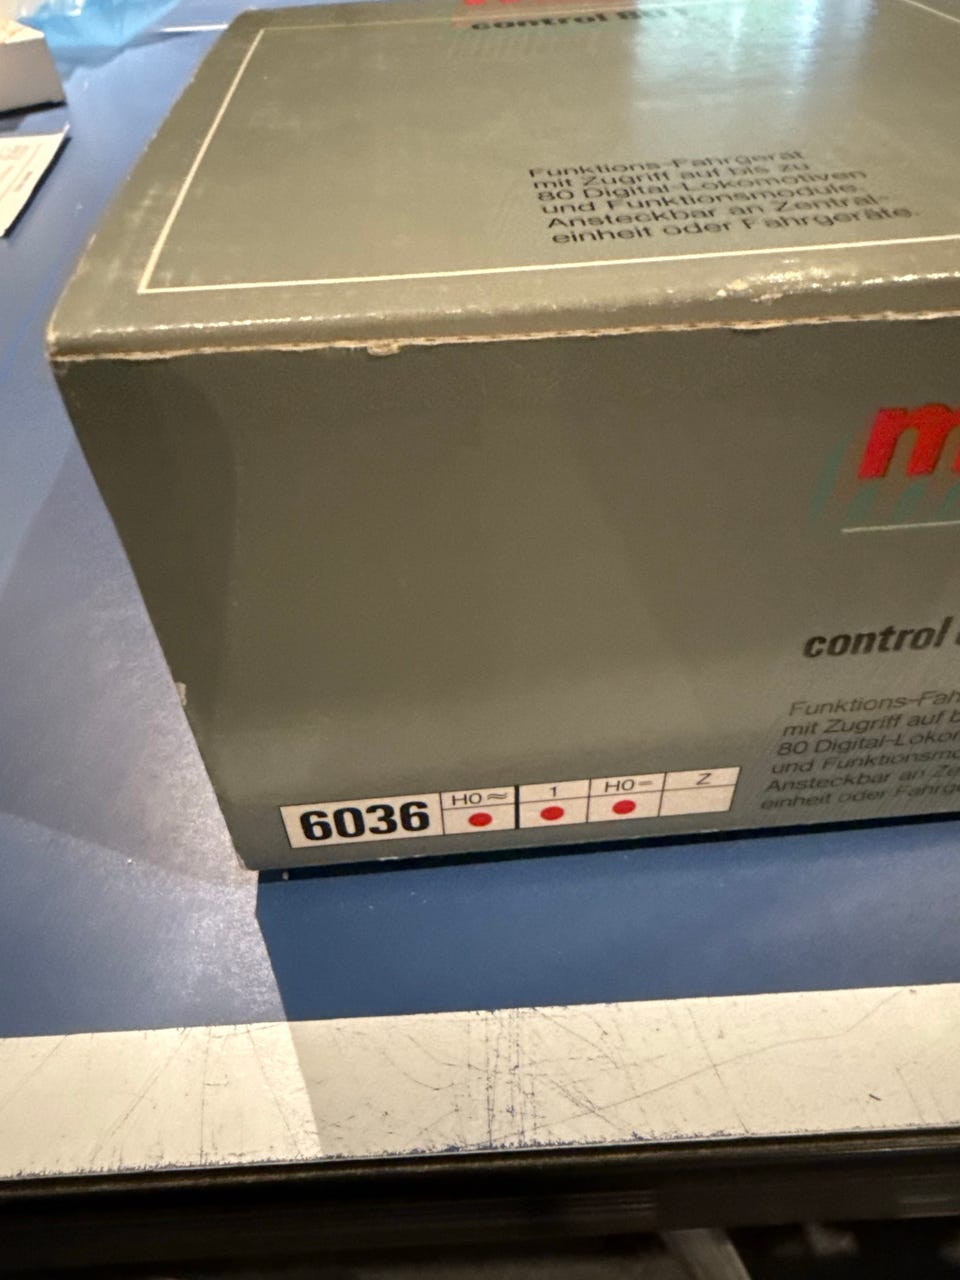 control 80
Funktions-Fahrgerät
mit Zugriff auf bis zu
80 Digital-Lokomotiven
und Funktionsmodule.
Ansteckbar an Zentral-
einheit oder Fahrgeräte.
m
control
Funktions-Fah
mit Zugriff auf b
80 Digital-Lokor
und Funktionsmo
Ansteckbar an Ze
einheit oder Fahrge
6036 H0≈ 1 H0= Z